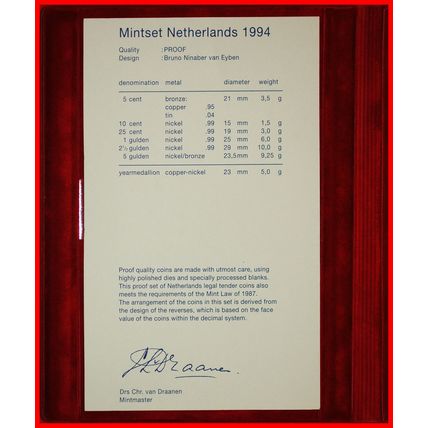 Mintset Netherlands 1994
Quality : PROOF
Design : Bruno Ninaber van Eyben
denomination metal diameter weight
5 cent bronze: 21 mm 3,5 g
copper .95
tin .04
10 cent nickel .99 15 mm 1,5 g
25 cent nickel .99 19 mm 3,0 g
1 gulden nickel .99 25 mm 6,0 g
2½ gulden nickel .99 29 mm 10,0 g
5 gulden nickel/bronze 23,5mm 9,25 g
yearmedallion copper-nickel 23 mm 5,0 g
Proof quality coins are made with utmost care, using
highly polished dies and specially processed blanks.
This proof set of Netherlands legal tender coins also
meets the requirements of the Mint Law of 1987.
The arrangement of the coins in this set is derived from
the design of the reverses, which is based on the face
value of the coins within the decimal system.
Drs Chr. van Draanen
Mintmaster